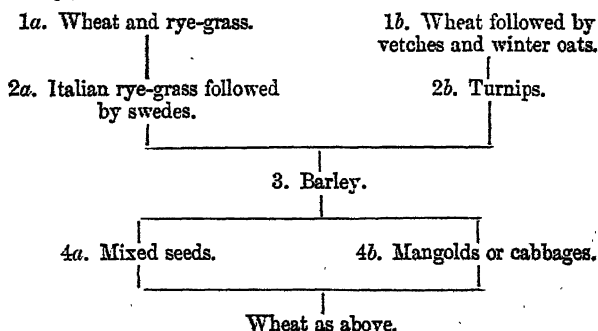 1a. Wheat and rye-grass.
1b. Wheat followed by
vetches and winter oats.
2a. Italian rye-grass followed
by swedes.
2b. Turnips.
3. Barley.
4a. Mixed seeds.
4b. Mangolds or cabbages.
Wheat as above.